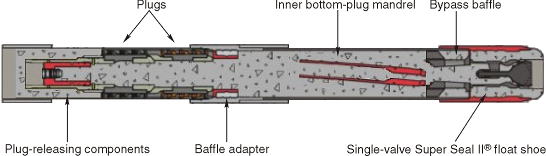 Plugs
Inner bottom-plug mandrel
Bypass baffle
Plug-releasing components
Baffle adapter
Single-valve Super Seal II® float shoe